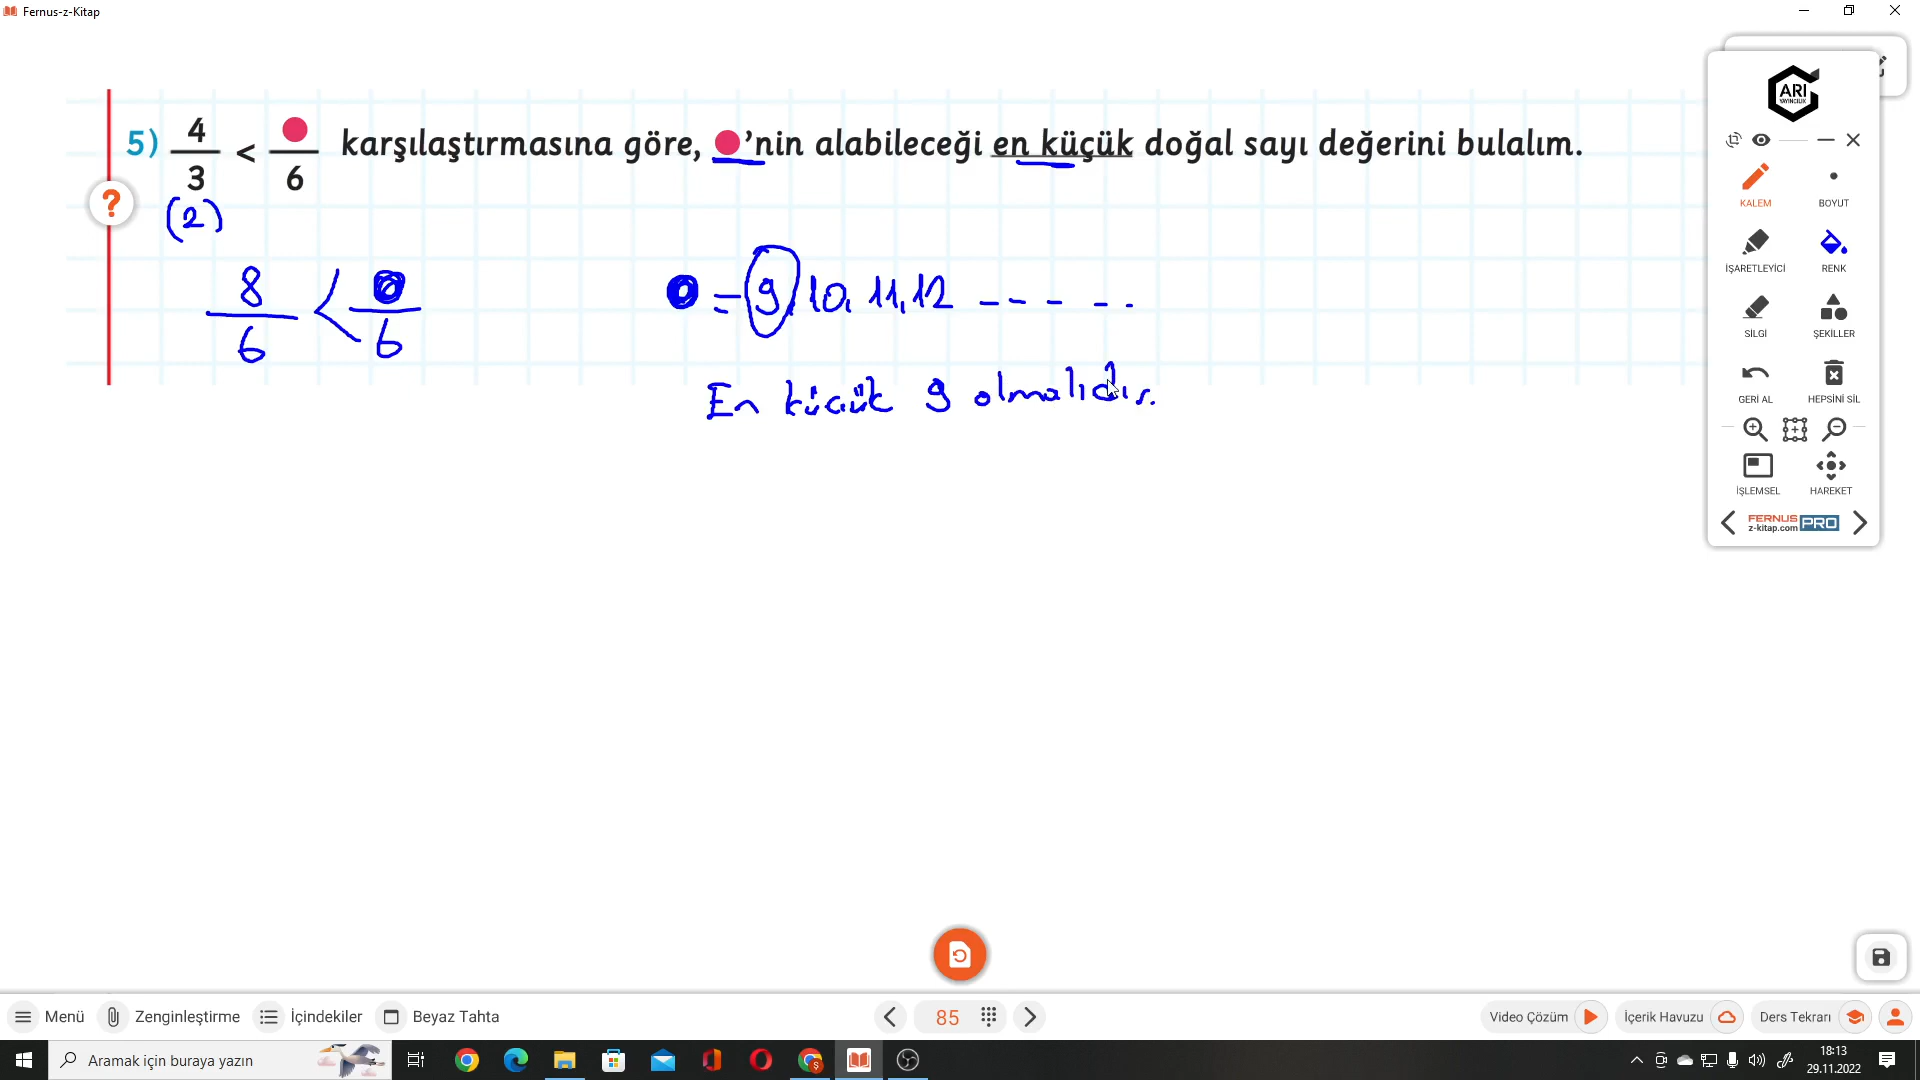 Fernus-z-Kitap
5) 4/3 < ●/6 karşılaştırmasına göre, ●'nin alabileceği en küçük doğal sayı değerini bulalım.
?
(2)
8/6 < ●/6
● = 9, 10, 11, 12 -----.
En küçük 9 olmalıdır.
ARI
YAYINCILIK
KALEM
BOYUT
İŞARETLEYİCİ
RENK
SİLGİ
ŞEKİLLER
GERİ AL
HEPSİNİ SİL
İŞLEMSEL
HAREKET
FERNUS
z-kitap.com PRO
Menü
Zenginleştirme
İçindekiler
Beyaz Tahta
85
Video Çözüm
İçerik Havuzu
Ders Tekrarı
Aramak için buraya yazın
18:13
29.11.2022